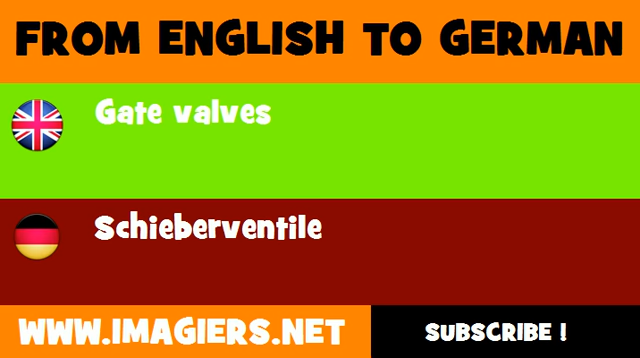 FROM ENGLISH TO GERMAN
Gate valves
Schieberventile
WWW.IMAGIERS.NET
SUBSCRIBE !